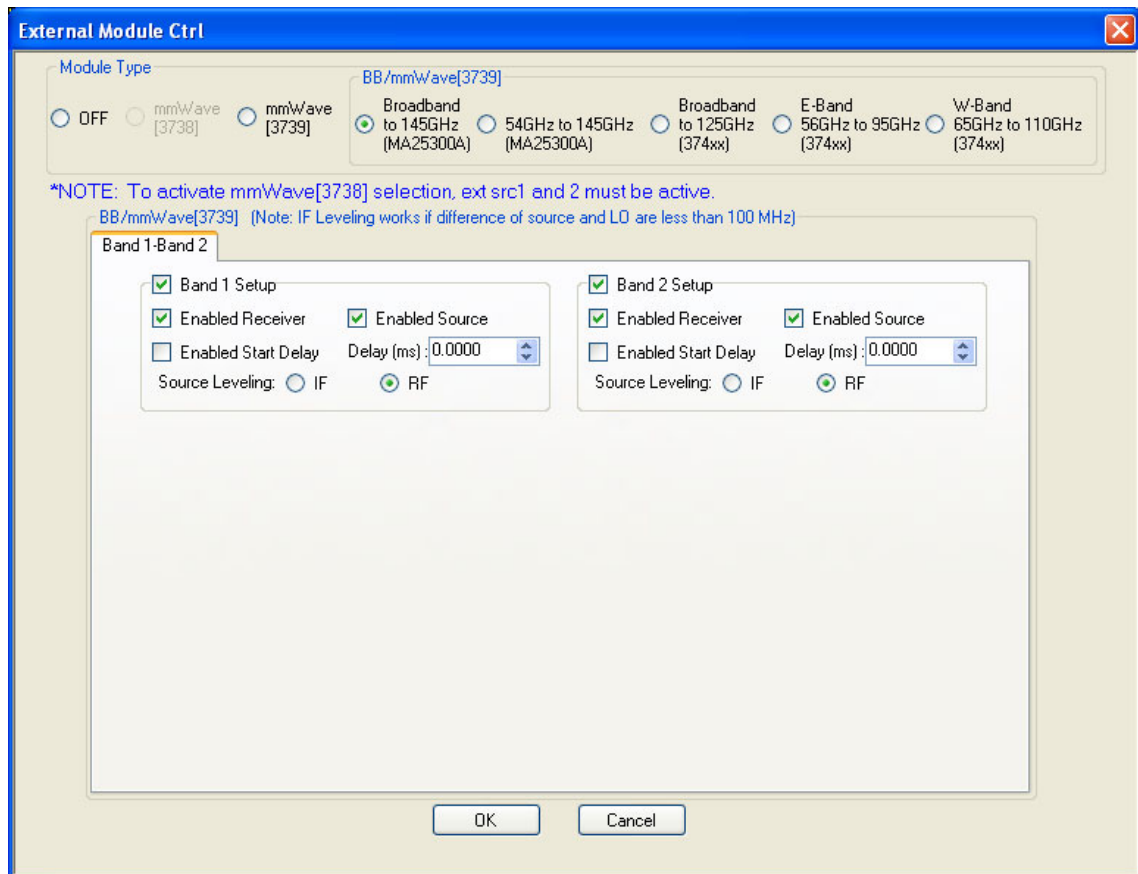 External Module Ctrl
Module Type
OFF
mmWave
[3738]
mmWave
[3739]
BB/mmWave[3739]
Broadband
to 145GHz
(MA25300A)
54GHz to 145GHz
(MA25300A)
Broadband
to 125GHz
(374xx)
E-Band
56GHz to 95GHz
(374xx)
W-Band
65GHz to 110GHz
(374xx)
*NOTE: To activate mmWave[3738] selection, ext src1 and 2 must be active.
BB/mmWave[3739] (Note: IF Leveling works if difference of source and LO are less than 100 MHz)
Band 1-Band 2
Band 1 Setup
Enabled Receiver Enabled Source
Enabled Start Delay Delay (ms) : 0.0000
Source Leveling: IF RF
Band 2 Setup
Enabled Receiver Enabled Source
Enabled Start Delay Delay (ms) : 0.0000
Source Leveling: IF RF
OK Cancel